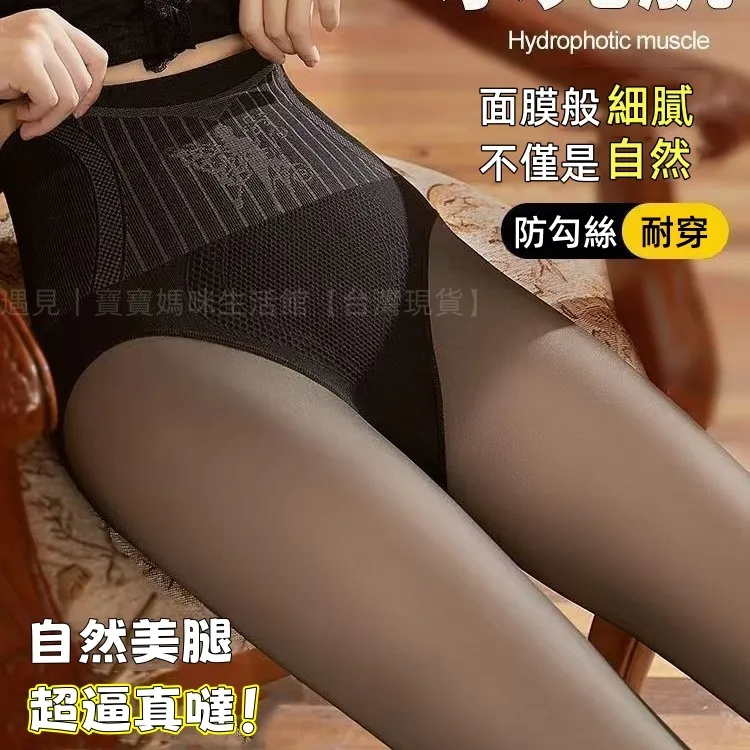 Hydrophotic muscle
面膜般細膩
不僅是自然
防勾絲 耐穿
遇見丨寶寶媽咪生活館【台灣現貨】
自然美腿
超逼真噠!